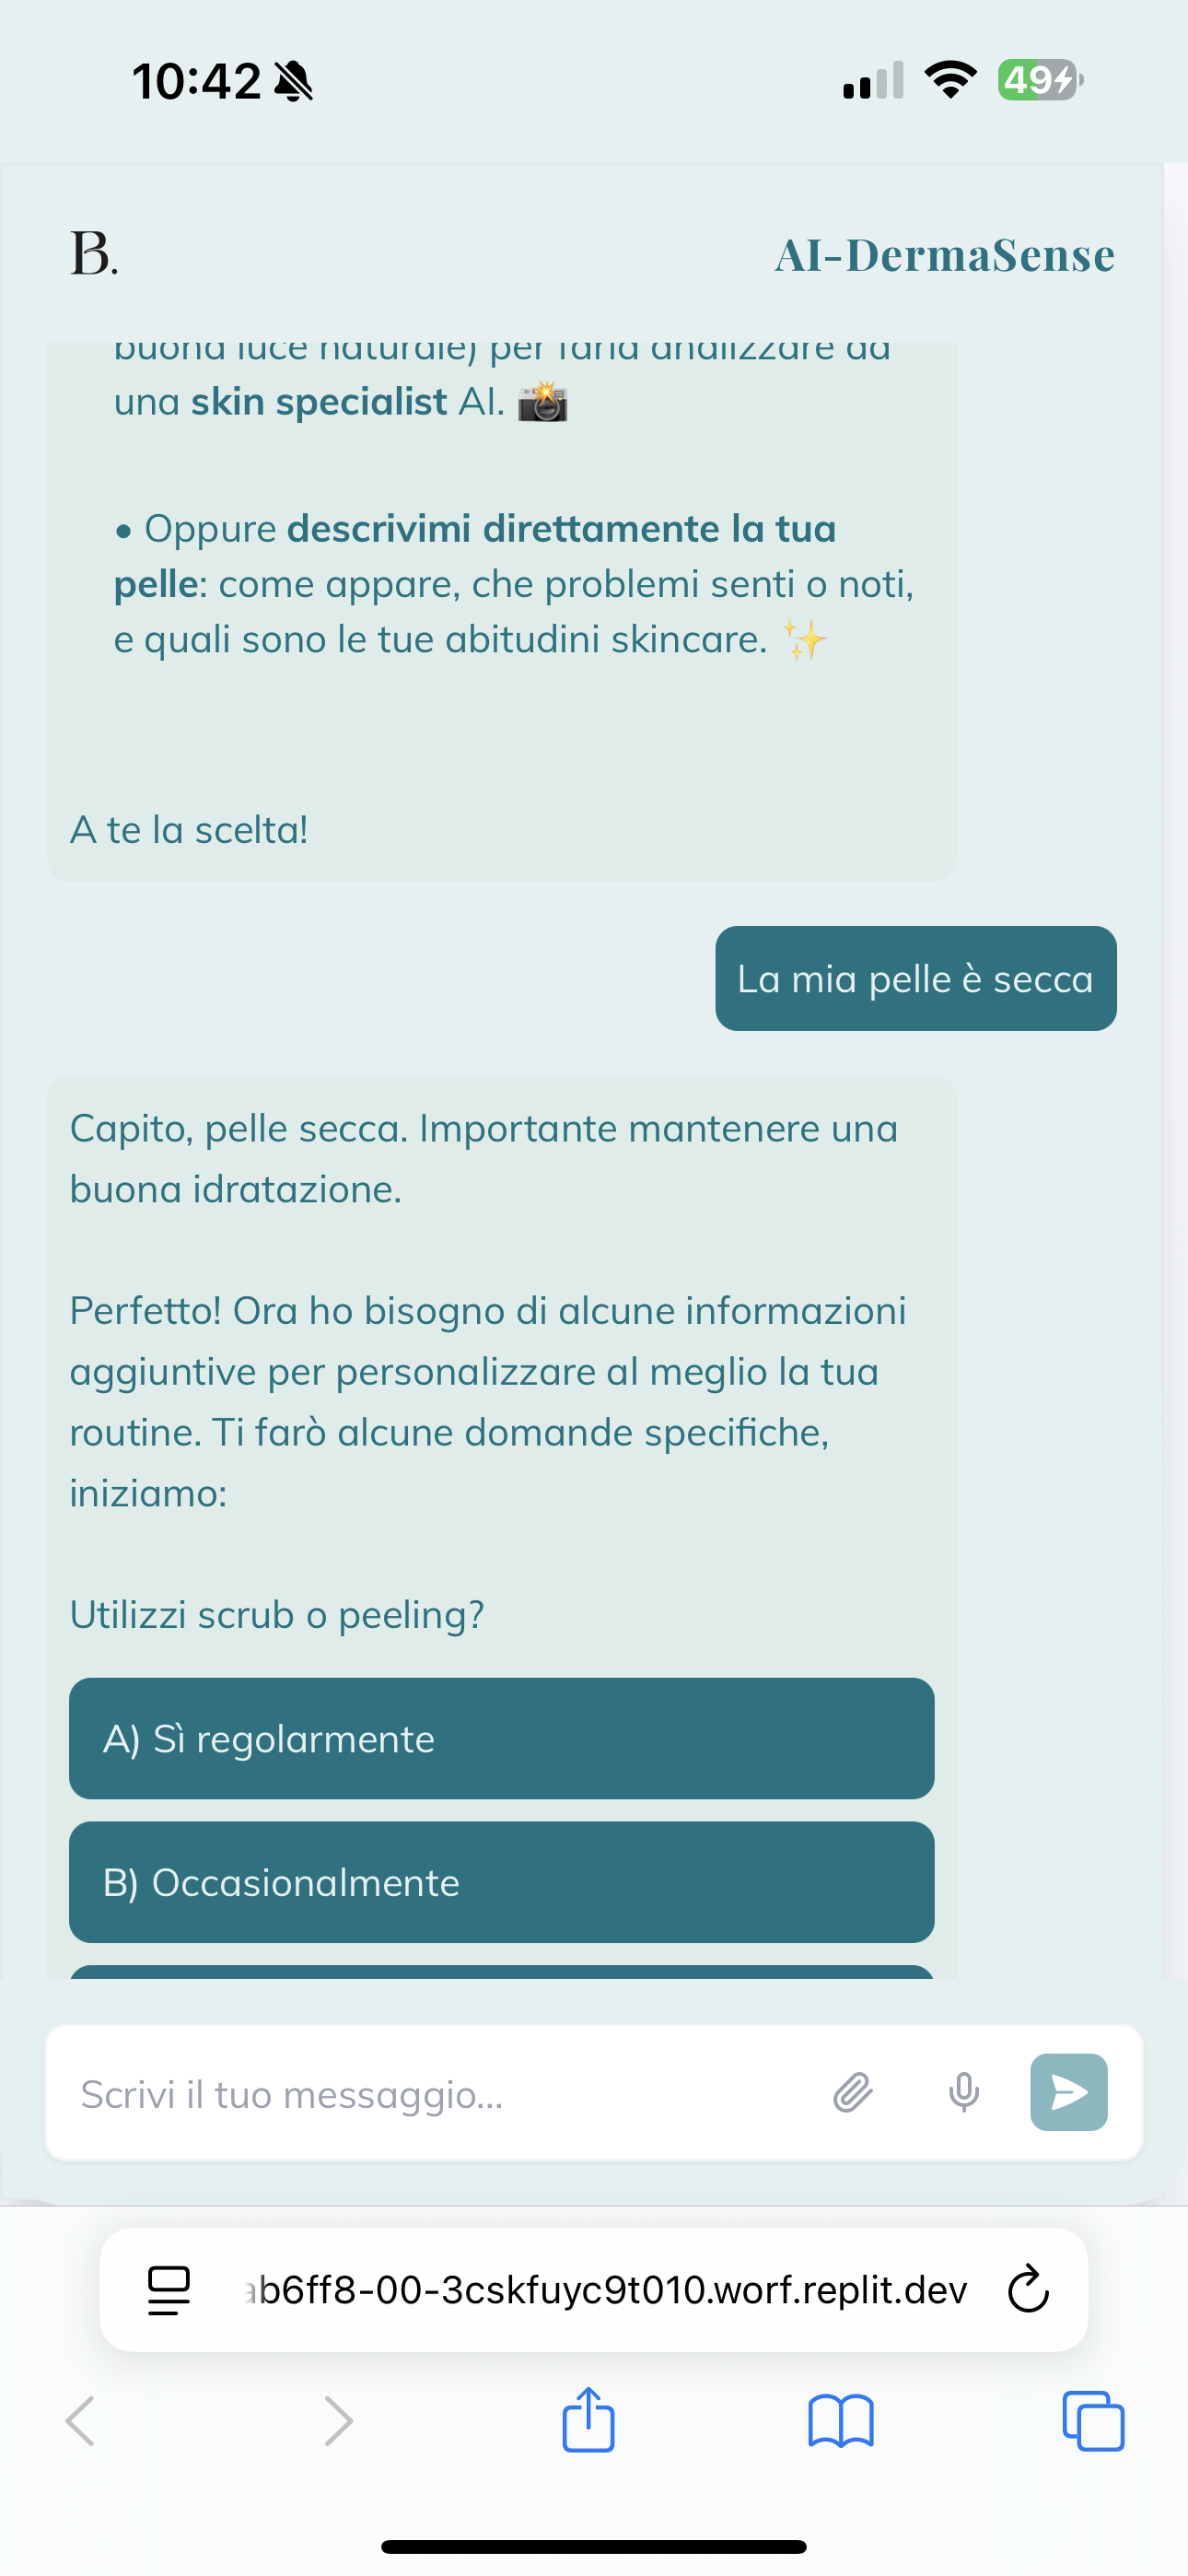 10:42
49
B.
AI-DermaSense
buona luce naturale) per farla analizzare da
una skin specialist AI.
• Oppure descrivimi direttamente la tua
pelle: come appare, che problemi senti o noti,
e quali sono le tue abitudini skincare.
A te la scelta!
La mia pelle è secca
Capito, pelle secca. Importante mantenere una
buona idratazione.
Perfetto! Ora ho bisogno di alcune informazioni
aggiuntive per personalizzare al meglio la tua
routine. Ti farò alcune domande specifiche,
iniziamo:
Utilizzi scrub o peeling?
A) Sì regolarmente
B) Occasionalmente
Scrivi il tuo messaggio...
ab6ff8-00-3cskfuyc9t010.worf.replit.dev